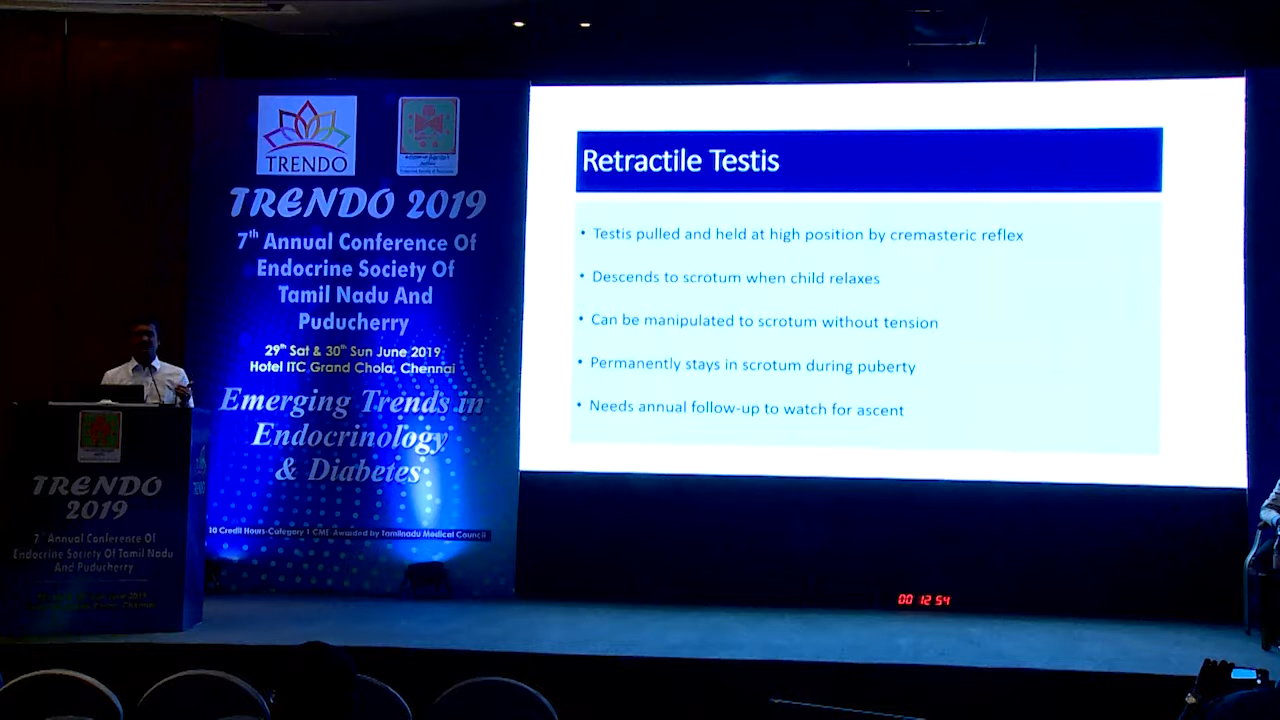 TRENDO
TRENDO 2019
7th Annual Conference Of
Endocrine Society Of
Tamil Nadu And
Puducherry
29th Sat & 30th Sun June 2019
Hotel ITC Grand Chola, Chennai
Emerging Trends in
Endocrinology
& Diabetes
10 Credit Hours-Category 1 CME Awarded by Tamilnadu Medical Council
Retractile Testis
• Testis pulled and held at high position by cremasteric reflex
• Descends to scrotum when child relaxes
• Can be manipulated to scrotum without tension
• Permanently stays in scrotum during puberty
• Needs annual follow-up to watch for ascent
TRENDO
2019
7th Annual Conference Of
Endocrine Society Of Tamil Nadu
And Puducherry
00 12 54